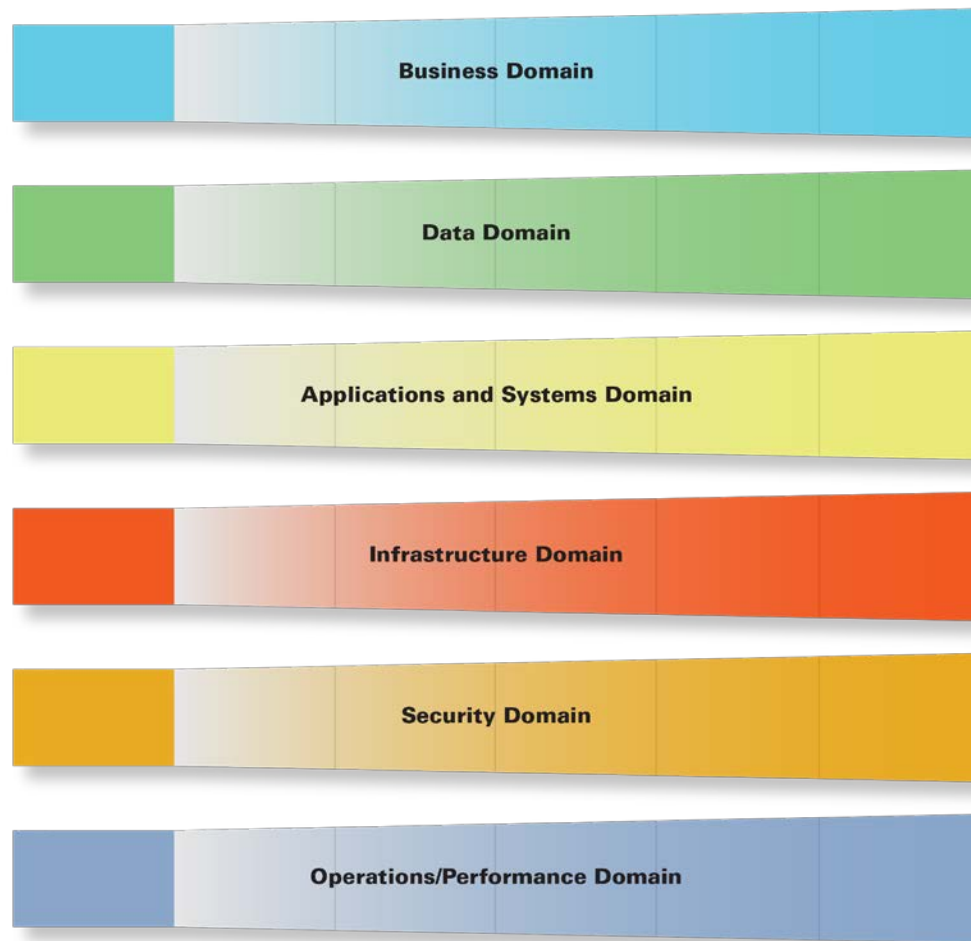 Business Domain
Data Domain
Applications and Systems Domain
Infrastructure Domain
Security Domain
Operations/Performance Domain